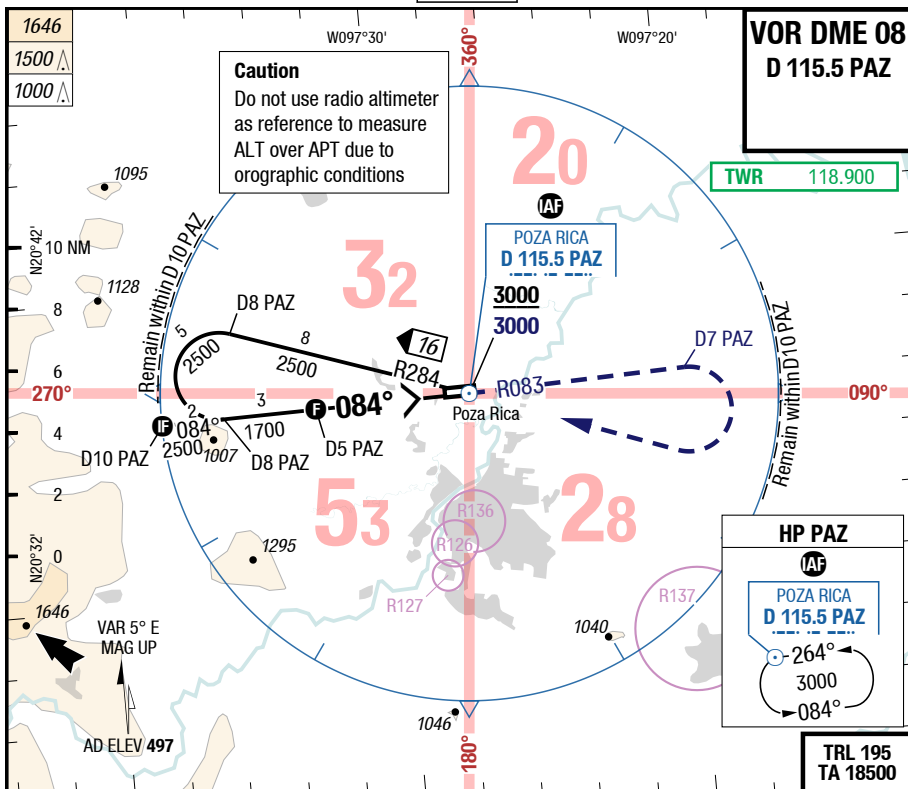 1646
1500
1000
W097°30'
W097°20'
360°
VOR DME 08
D 115.5 PAZ
Caution
Do not use radio altimeter
as reference to measure
ALT over APT due to
orographic conditions
TWR 118.900
1095
20
IAF
POZA RICA
D 115.5 PAZ
3000
3000
Remain within D 10 PAZ
N20°42'
10 NM
32
1128
8
D8 PAZ
5
8
2500
2500
16
D7 PAZ
Remain within D10 PAZ
6
270°
R284
R083
090°
3
F
084°
Poza Rica
2
IF
084°
1700
4
D10 PAZ
2500
1007
D8 PAZ
D5 PAZ
2
53
28
R136
R126
HP PAZ
IAF
N20°32'
0
1295
R127
R137
POZA RICA
D 115.5 PAZ
1646
VAR 5° E
MAG UP
1040
264°
3000
084°
1046
AD ELEV 497
180°
TRL 195
TA 18500